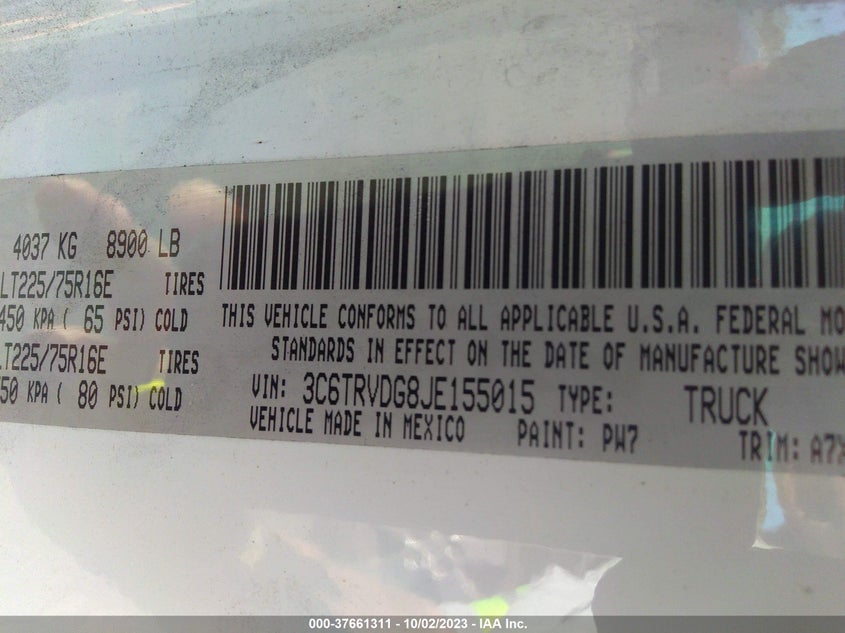 4037 KG 8900 LB
LT225/75R16E TIRES
450 KPA ( 65 PSI) COLD
LT225/75R16E TIRES
50 KPA ( 80 PSI) COLD
THIS VEHICLE CONFORMS TO ALL APPLICABLE U.S.A. FEDERAL MO
STANDARDS IN EFFECT ON THE DATE OF MANUFACTURE SHOW
VIN: 3C6TRVDG8JE155015 TYPE: TRUCK
VEHICLE MADE IN MEXICO PAINT: PW7 TRIM: A7X
000-37661311 - 10/02/2023 - IAA Inc.